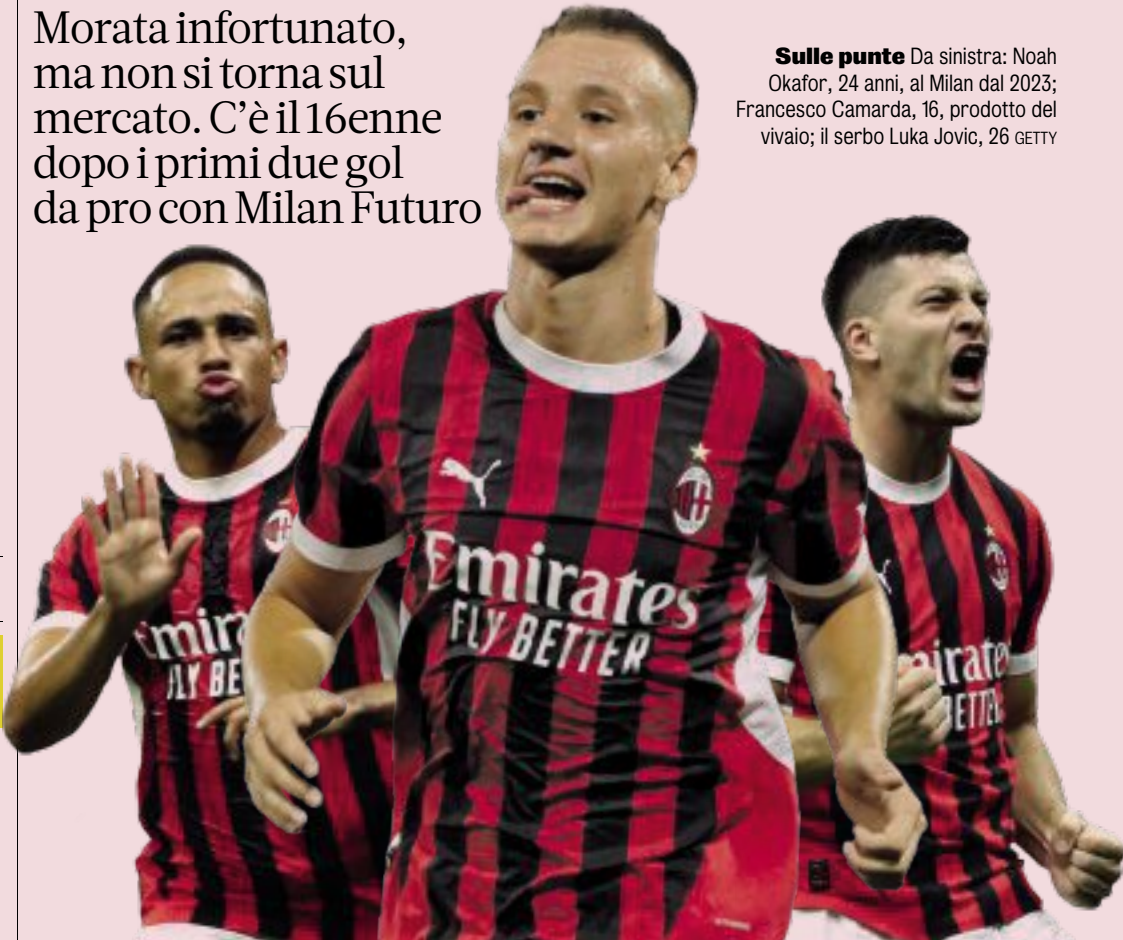 Morata infortunato,
ma non si torna sul
mercato. C’è il 16enne
dopo i primi due gol
da pro con Milan Futuro
Sulle punte Da sinistra: Noah
Okafor, 24 anni, al Milan dal 2023;
Francesco Camarda, 16, prodotto del
vivaio; il serbo Luka Jovic, 26 GETTY
Emirates
FLY BETTER